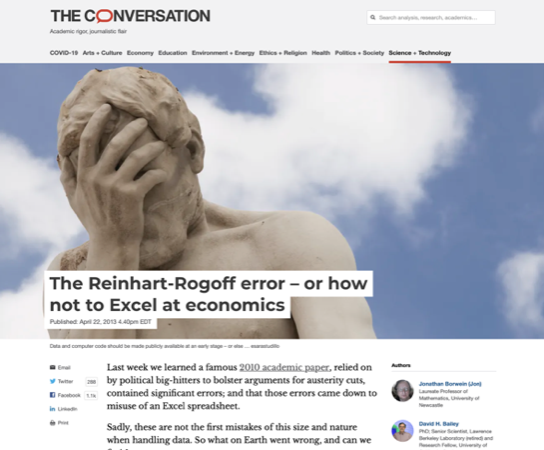 THE CONVERSATION
Search analysis, research, academics...
Academic rigor, journalistic flair
COVID-19 Arts + Culture Economy Education Environment + Energy Ethics + Religion Health Politics + Society Science + Technology
The Reinhart-Rogoff error – or how
not to Excel at economics
Published: April 22, 2013 4.40pm EDT
Data and computer code should be made publicly available at an early stage – or else …
Email
Twitter 298
Facebook 1.1k
LinkedIn
Print
Last week we learned a famous 2010 academic paper, relied on
by political big-hitters to bolster arguments for austerity cuts,
contained significant errors; and that those errors came down to
misuse of an Excel spreadsheet.
Sadly, these are not the first mistakes of this size and nature
when handling data. So what on Earth went wrong, and can we
Authors
Jonathan Borwein (Jon)
Laureate Professor of
Mathematics, University of
Newcastle
David H. Bailey
PhD; Senior Scientist, Lawrence
Berkeley Laboratory (retired) and
Research Fellow, University of